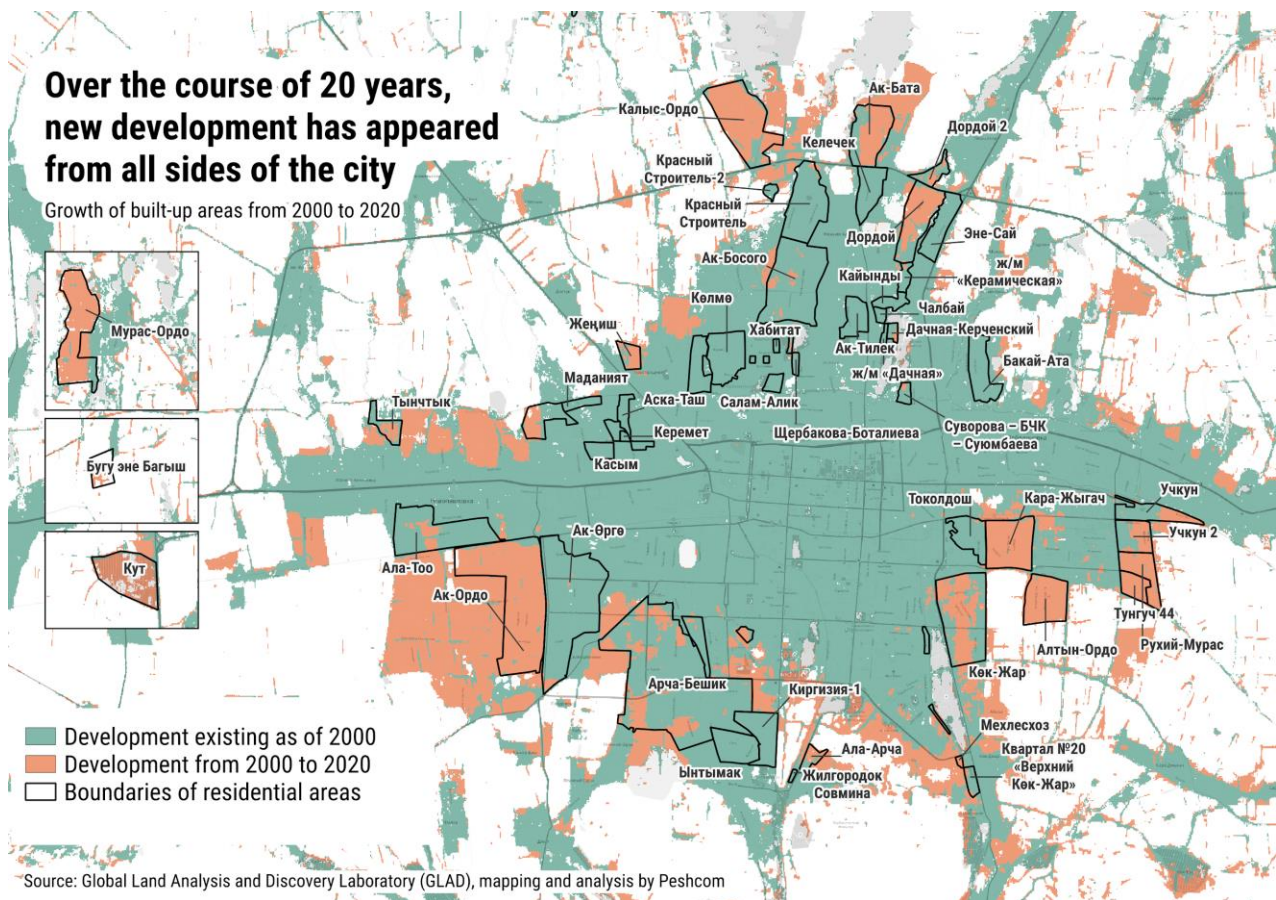 Over the course of 20 years,
new development has appeared
from all sides of the city
Growth of built-up areas from 2000 to 2020
Калыс-Ордо
Ак-Бата
Келечек
Дордой 2
Красный
Строитель-2
Красный
Строитель
Дордой
Эне-Сай
Ак-Босого
Кайынды
ж/м
«Керамическая»
Көлмө
Чалбай
Мурас-Ордо
Жеңиш
Хабитат
Дачная-Керченский
Ак-Тилек
Бакай-Ата
Маданият
ж/м «Дачная»
Тынчтык
Аска-Таш
Салам-Алик
Керемет
Щербакова-Боталиева
Суворова – БЧК
– Суюмбаева
Касым
Бугу эне Багыш
Токолдош
Кара-Жыгач
Учкун
Ак-Өргө
Учкун 2
Кут
Ала-Тоо
Ак-Ордо
Тунгуч 44
Алтын-Ордо
Рухий-Мурас
Көк-Жар
Арча-Бешик
Киргизия-1
Мехлесхоз
Ала-Арча
Квартал №20
«Верхний
Көк-Жар»
Ынтымак
Жилгородок
Совмина
Development existing as of 2000
Development from 2000 to 2020
Boundaries of residential areas
Source: Global Land Analysis and Discovery Laboratory (GLAD), mapping and analysis by Peshcom